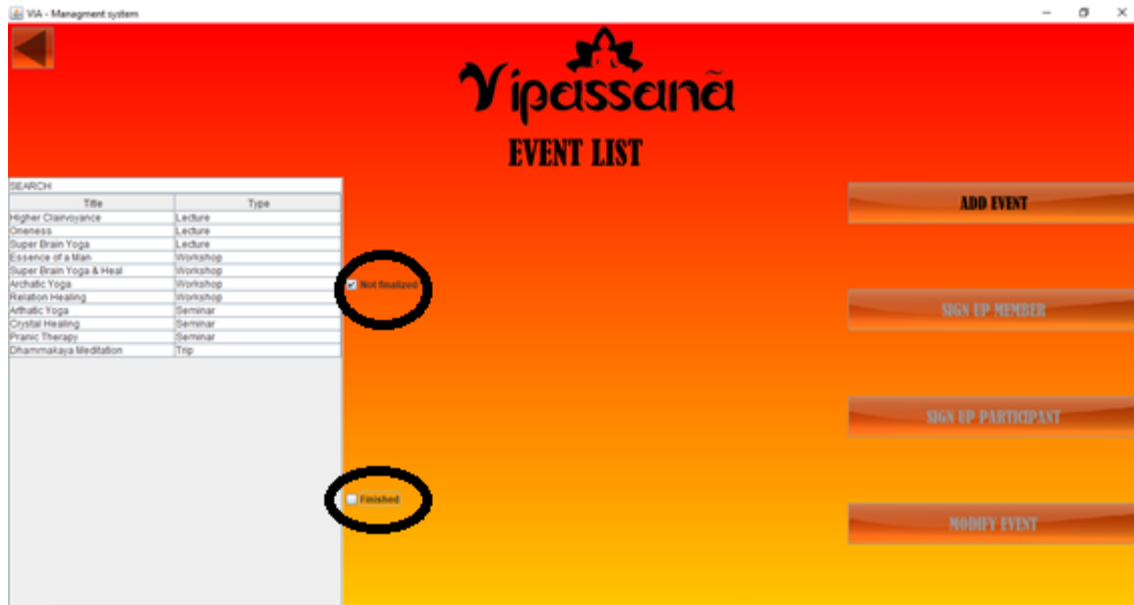 VIA - Managment system
Vipassanã
EVENT LIST
SEARCH
Title Type
Higher Clairvoyance Lecture
Oneness Lecture
Super Brain Yoga Lecture
Essence of a Man Workshop
Super Brain Yoga & Heal Workshop
Archatic Yoga Workshop
Relation Healing Workshop
Arthatic Yoga Seminar
Crystal Healing Seminar
Pranic Therapy Seminar
Dhammakaya Meditation Trip
Not finalized
Finished
ADD EVENT
SIGN UP MEMBER
SIGN UP PARTICIPANT
MODIFY EVENT